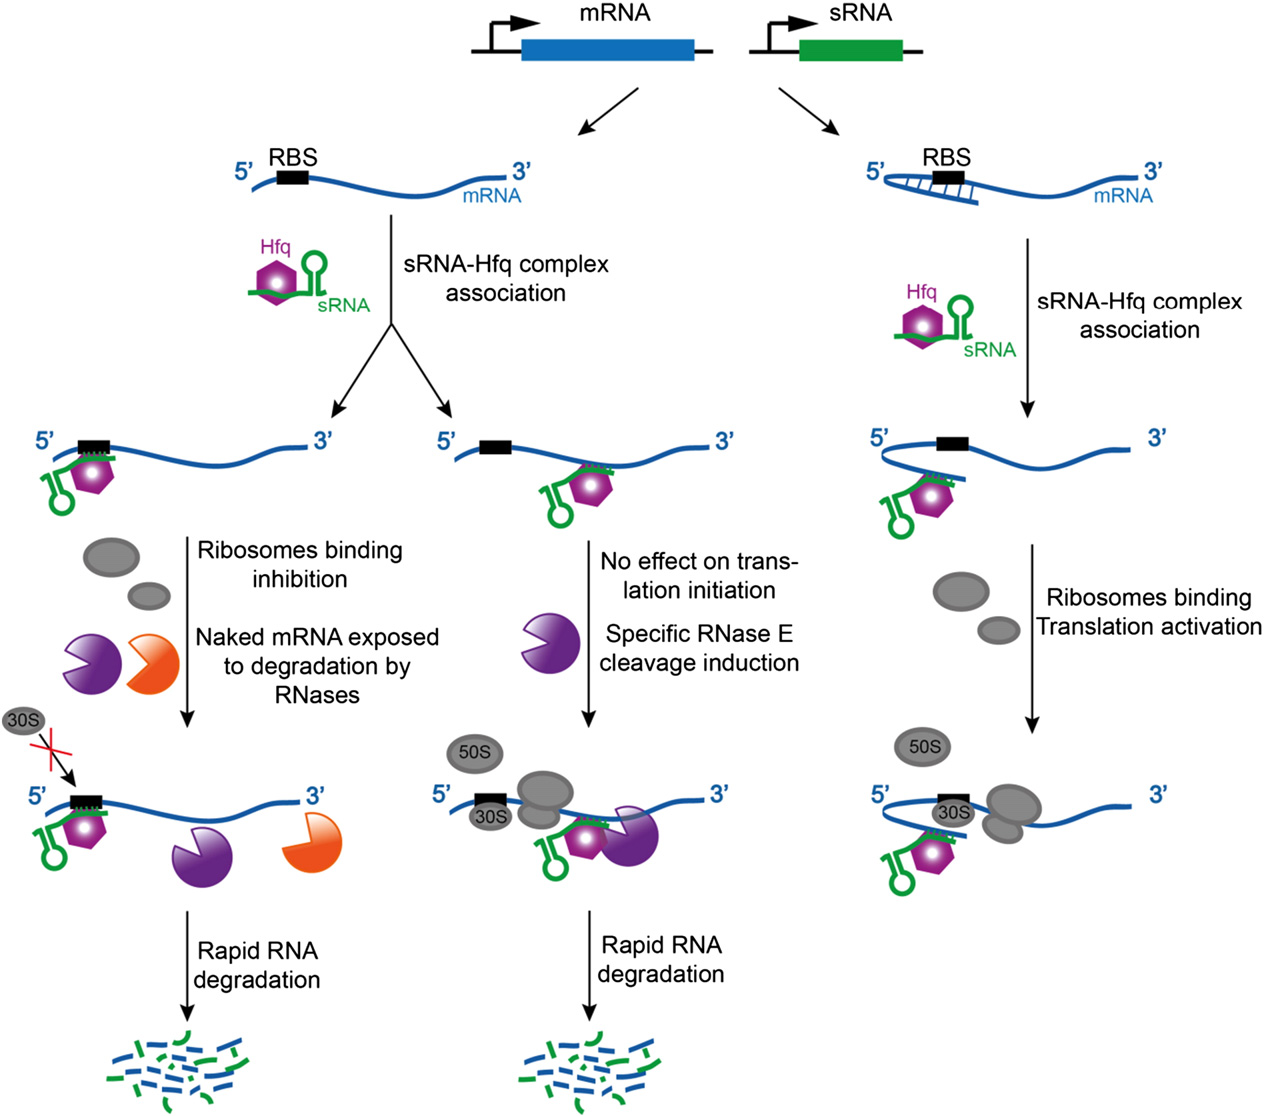 mRNA
sRNA
5’
RBS
3’
mRNA
5’
RBS
3’
mRNA
Hfq
sRNA
sRNA-Hfq complex
association
Hfq
sRNA
sRNA-Hfq complex
association
5’
3’
5’
3’
5’
3’
Ribosomes binding
inhibition
Naked mRNA exposed
to degradation by
RNases
No effect on trans-
lation initiation
Specific RNase E
cleavage induction
Ribosomes binding
Translation activation
30S
5’
3’
50S
5’
30S
3’
50S
5’
30S
3’
Rapid RNA
degradation
Rapid RNA
degradation